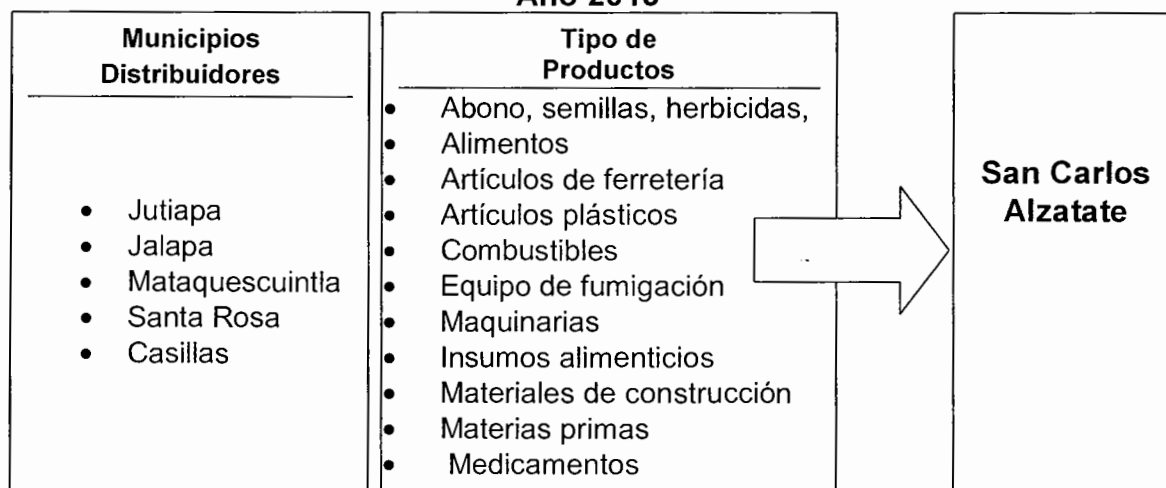 Municipios
Distribuidores
• Jutiapa
• Jalapa
• Mataquescuintla
• Santa Rosa
• Casillas
Tipo de
Productos
• Abono, semillas, herbicidas,
• Alimentos
• Artículos de ferretería
• Artículos plásticos
• Combustibles
• Equipo de fumigación
• Maquinarias
• Insumos alimenticios
• Materiales de construcción
• Materias primas
• Medicamentos
San Carlos
Alzatate